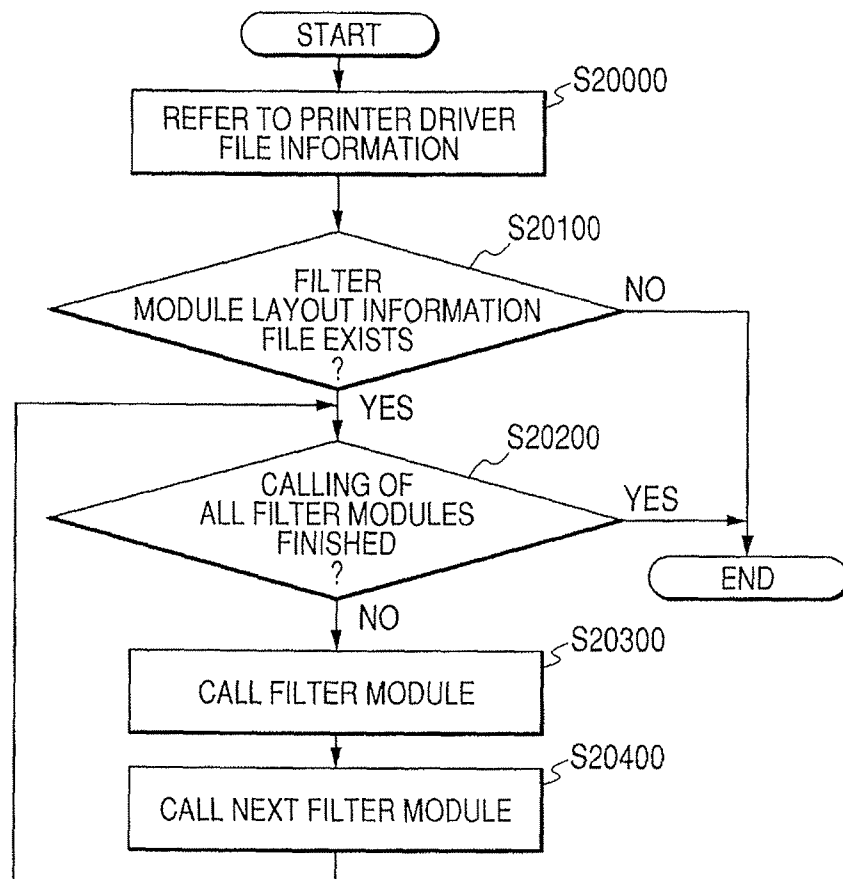 START
S20000
REFER TO PRINTER DRIVER
FILE INFORMATION
S20100
FILTER
MODULE LAYOUT INFORMATION
FILE EXISTS
?
NO
YES
S20200
CALLING OF
ALL FILTER MODULES
FINISHED
?
YES
END
NO
S20300
CALL FILTER MODULE
S20400
CALL NEXT FILTER MODULE